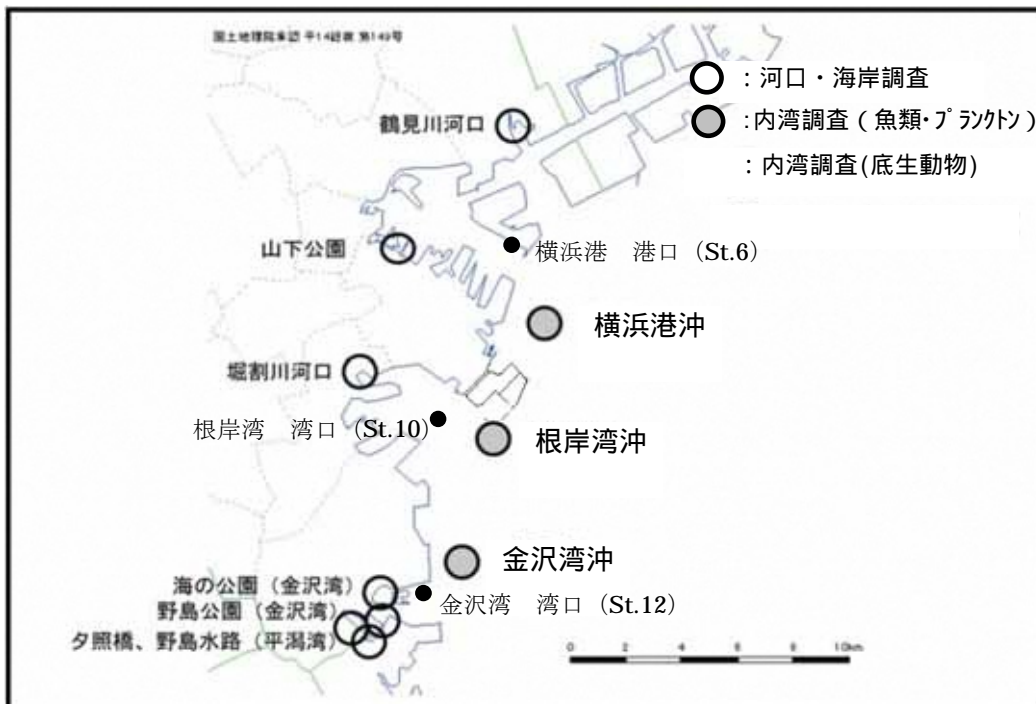 国土地理院承認 平14総複 第149号
：河口・海岸調査
：内湾調査（魚類・プランクトン）
：内湾調査(底生動物)
鶴見川河口
山下公園
横浜港　港口（St.6）
横浜港沖
堀割川河口
根岸湾　湾口（St.10）
根岸湾沖
金沢湾沖
海の公園（金沢湾）
野島公園（金沢湾）
金沢湾　湾口（St.12）
夕照橋、野島水路（平潟湾）
0 2 4 6 8 10km